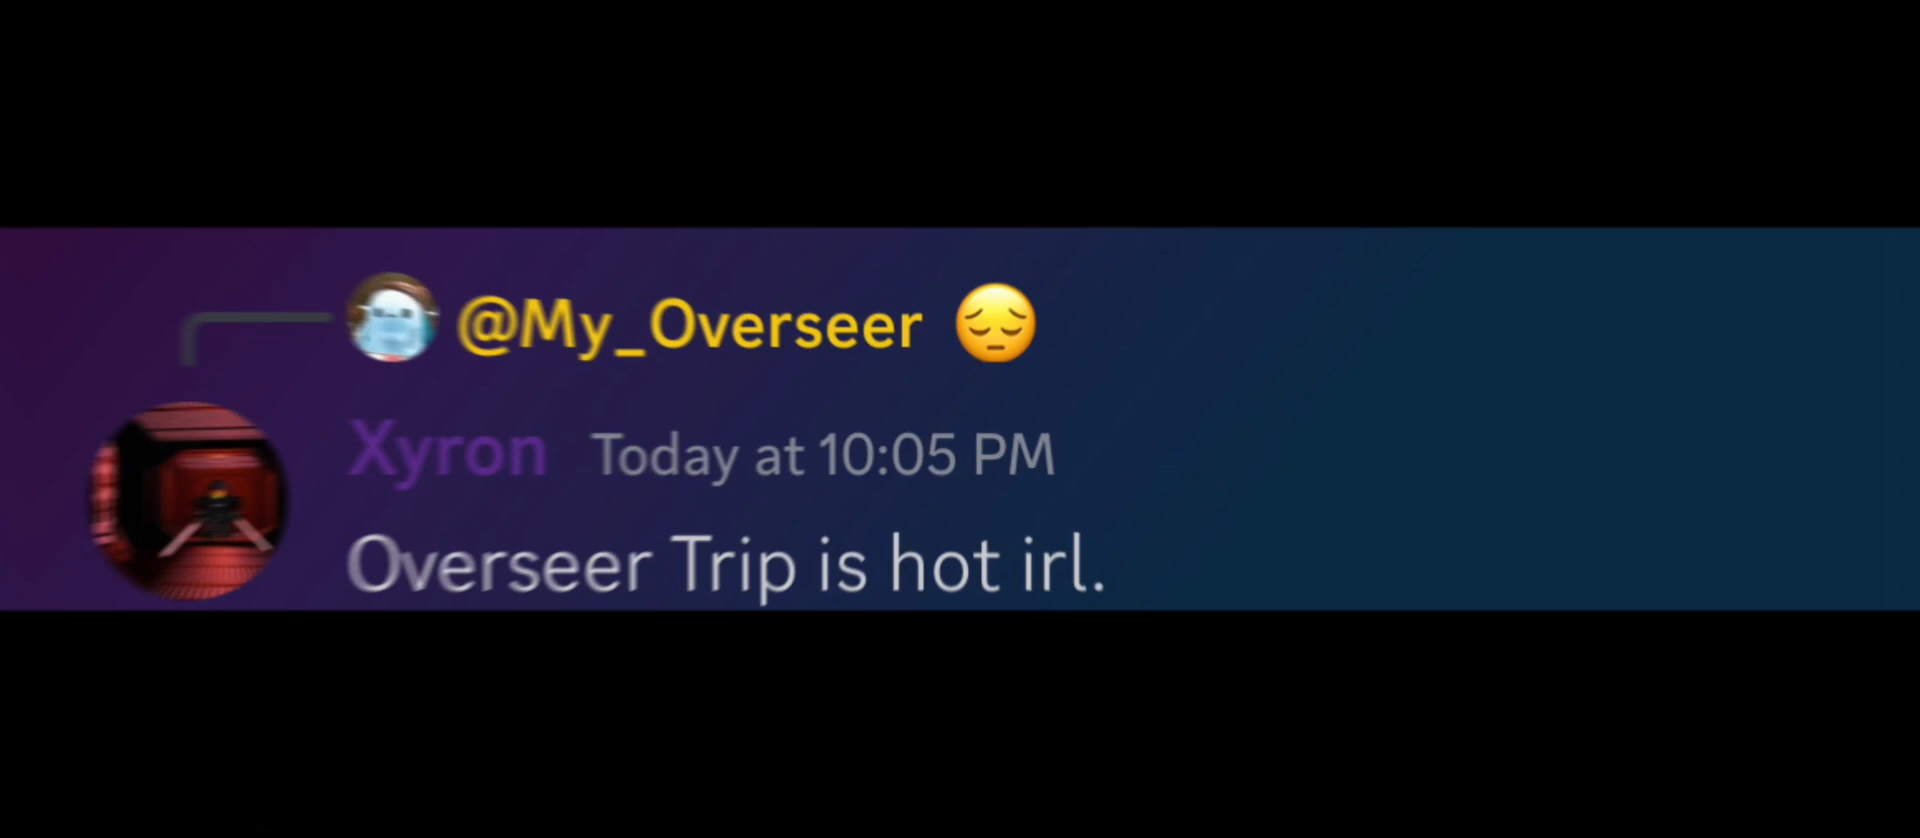 @My_Overseer 😔
Xyron Today at 10:05 PM
Overseer Trip is hot irl.